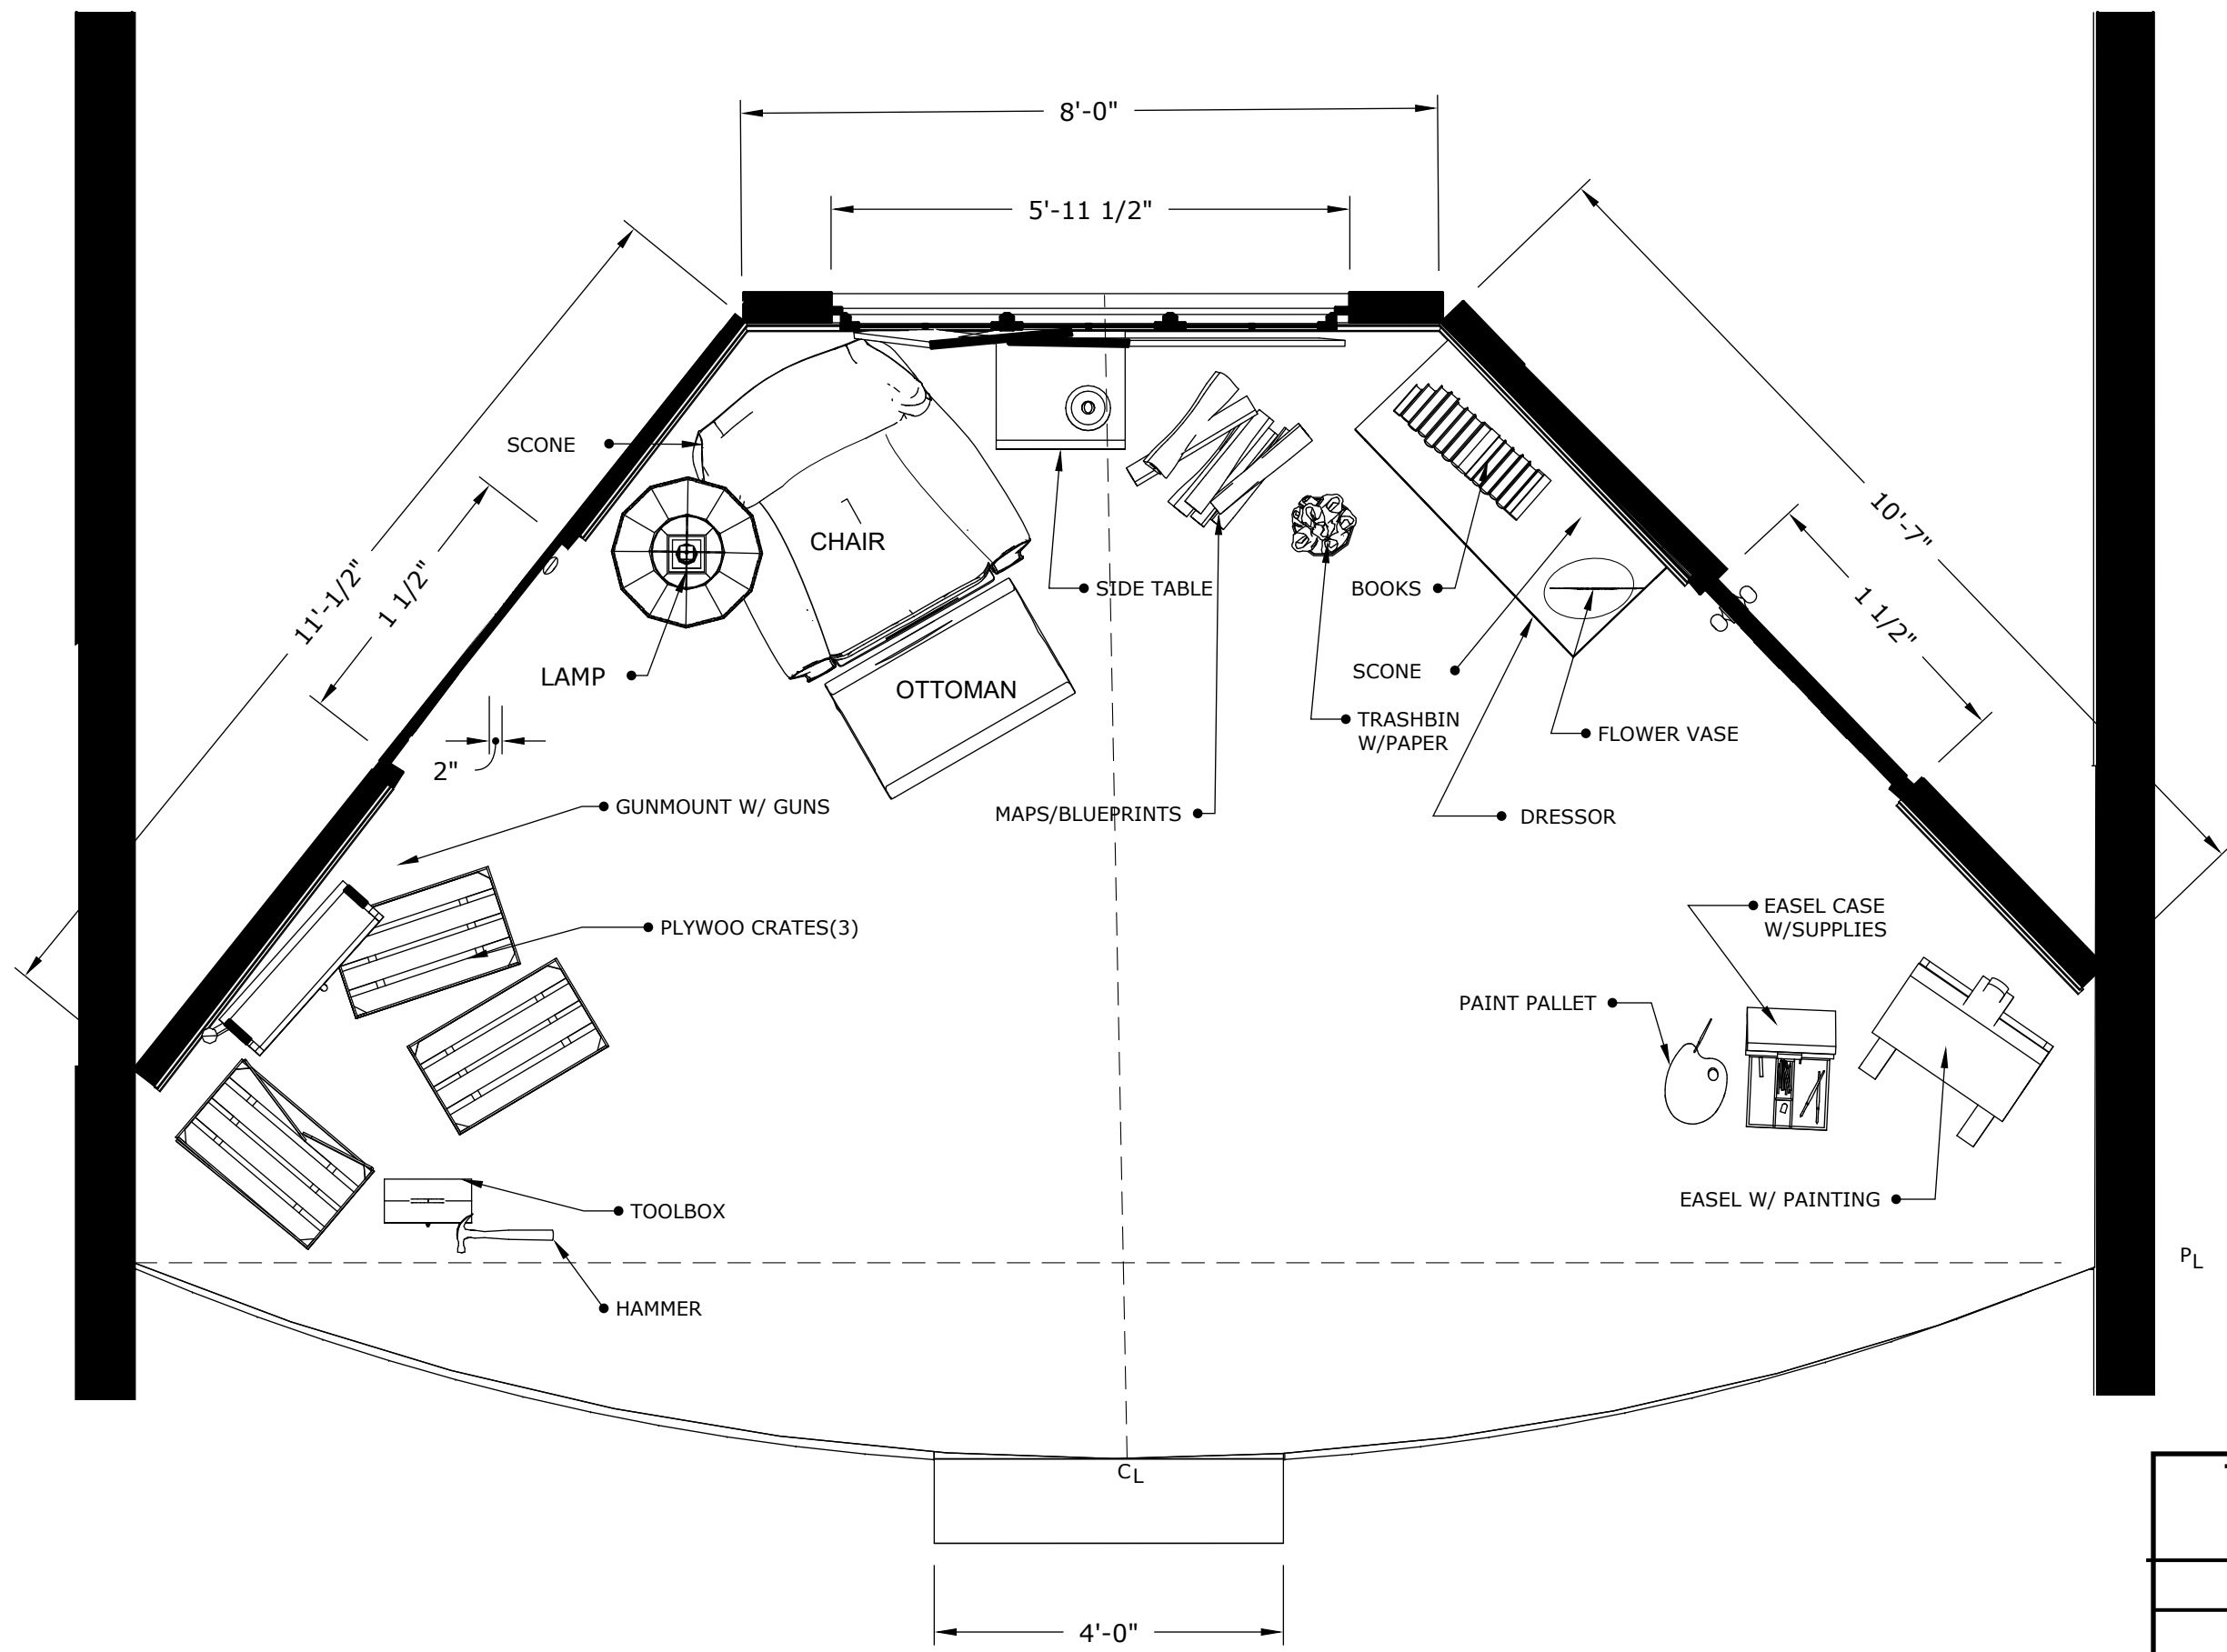 8'-0"
5'-11 1/2"
SCONE
11'-1/2"
1 1/2"
10'-7"
1 1/2"
CHAIR
SIDE TABLE
BOOKS
LAMP
OTTOMAN
SCONE
TRASHBIN
W/PAPER
FLOWER VASE
2"
GUNMOUNT W/ GUNS
MAPS/BLUEPRINTS
DRESSOR
PLYWOO CRATES(3)
EASEL CASE
W/SUPPLIES
PAINT PALLET
EASEL W/ PAINTING
TOOLBOX
HAMMER
PL
CL
4'-0"